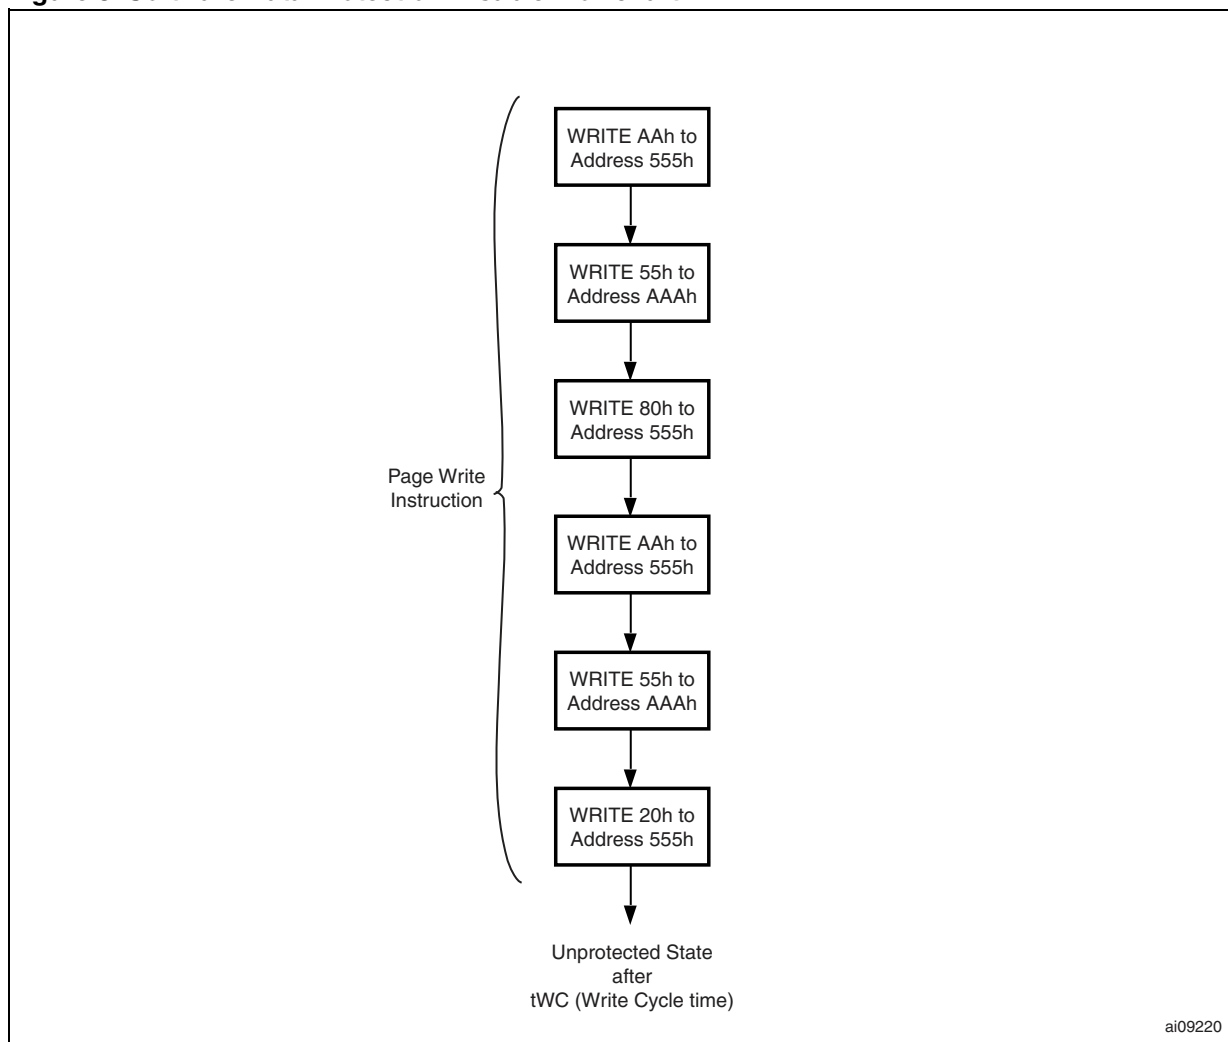 WRITE AAh to
Address 555h
WRITE 55h to
Address AAAh
WRITE 80h to
Address 555h
Page Write
Instruction
WRITE AAh to
Address 555h
WRITE 55h to
Address AAAh
WRITE 20h to
Address 555h
Unprotected State
after
tWC (Write Cycle time)
ai09220